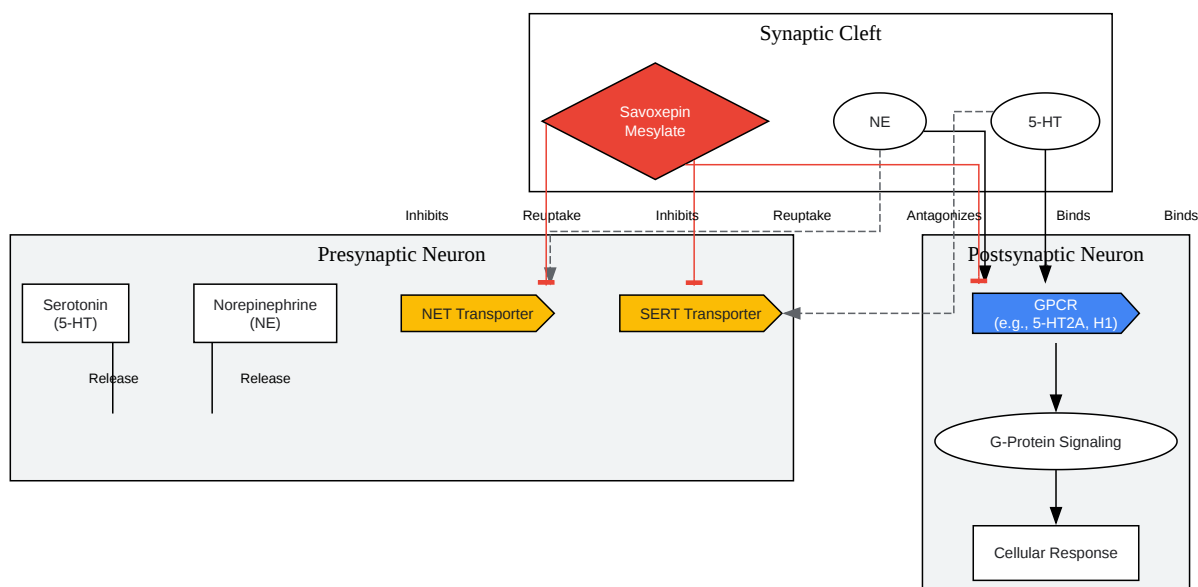 Synaptic Cleft
Savoxepin
Mesylate
NE
5-HT
Inhibits
Reuptake
Inhibits
Reuptake
Antagonizes
Binds
Binds
Presynaptic Neuron
Postsynaptic Neuron
Serotonin
(5-HT)
Norepinephrine
(NE)
NET Transporter
SERT Transporter
GPCR
(e.g., 5-HT2A, H1)
Release
Release
G-Protein Signaling
Cellular Response